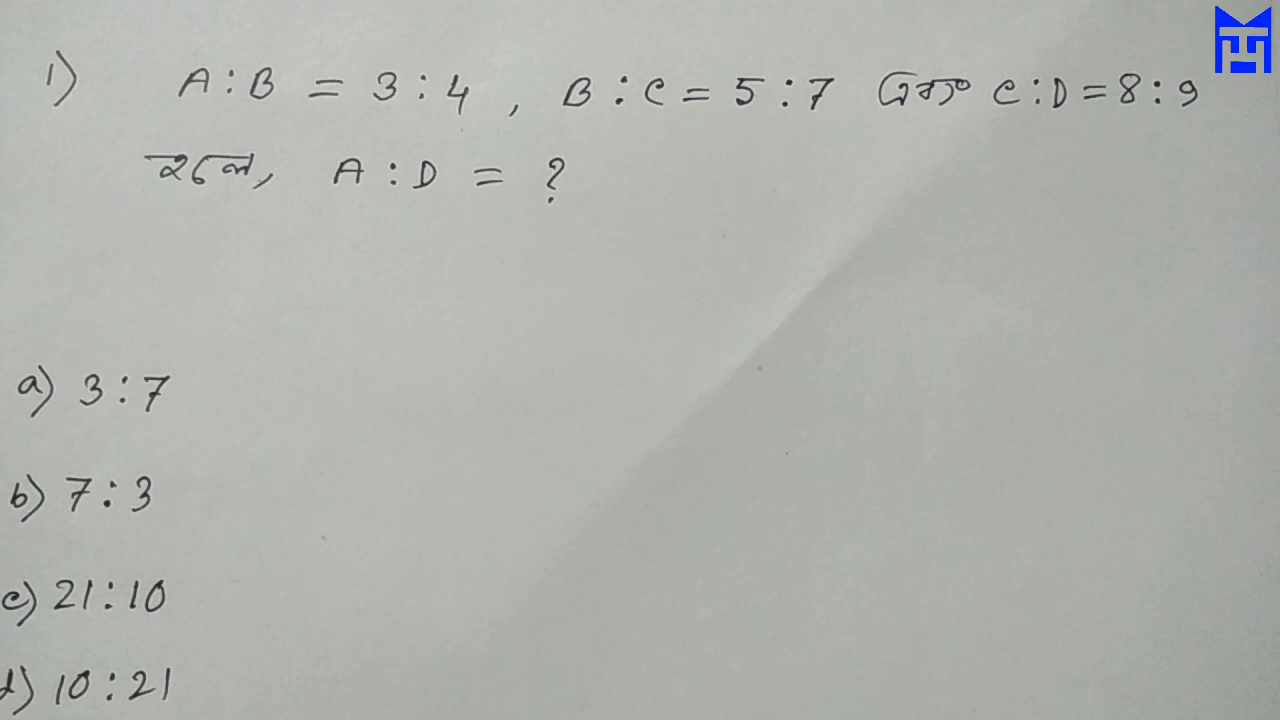 1) A:B = 3:4, B:C = 5:7 এবং C:D = 8:9
হলে, A:D = ?
a) 3:7
b) 7:3
c) 21:10
d) 10:21